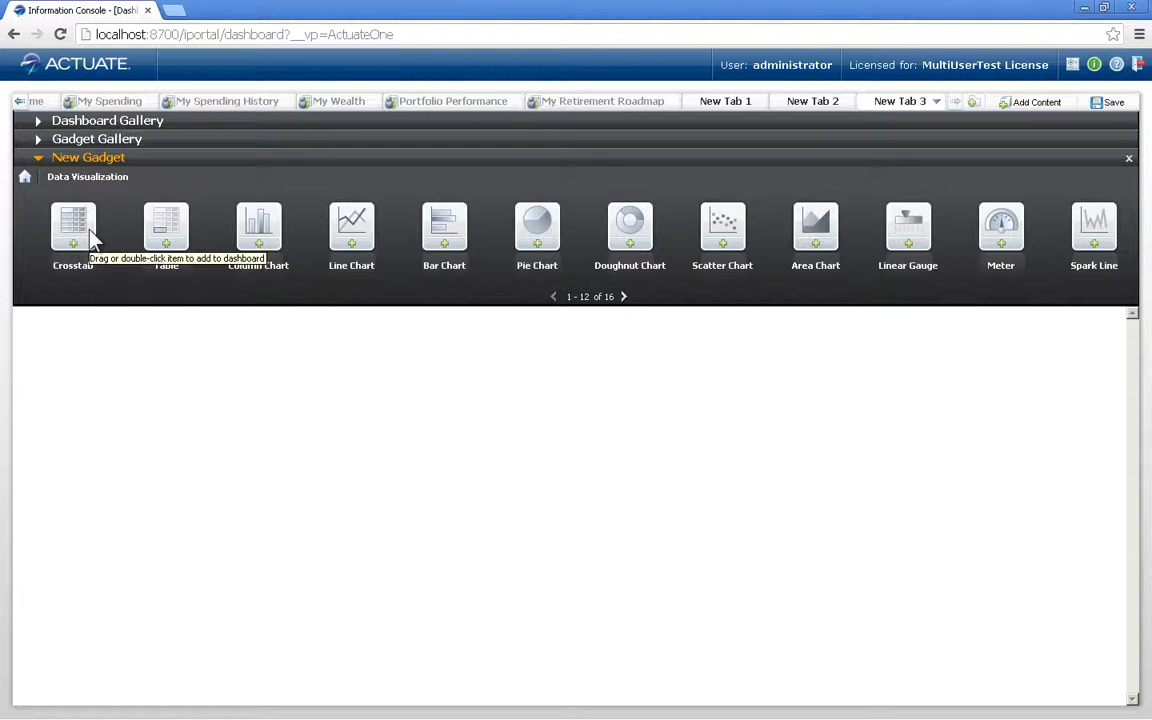 Information Console - [Dash
localhost:8700/iportal/dashboard?__vp=ActuateOne
ACTUATE
User: administrator
Licensed for: MultiUserTest License
me
My Spending
My Spending History
My Wealth
Portfolio Performance
My Retirement Roadmap
New Tab 1
New Tab 2
New Tab 3
Add Content
Save
Dashboard Gallery
Gadget Gallery
New Gadget
Data Visualization
Drag or double-click item to add to dashboard
Crosstab
Table
Column Chart
Line Chart
Bar Chart
Pie Chart
Doughnut Chart
Scatter Chart
Area Chart
Linear Gauge
Meter
Spark Line
1 - 12 of 16